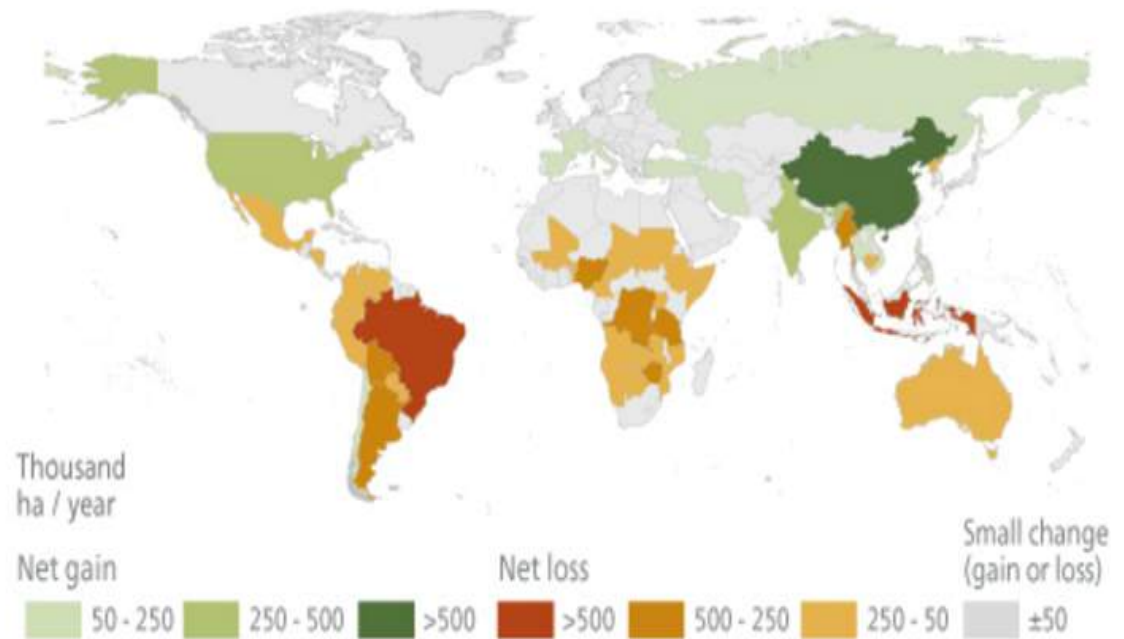 Thousand
ha / year
Net gain
Net loss
Small change
(gain or loss)
50 - 250
250 - 500
>500
>500
500 - 250
250 - 50
±50